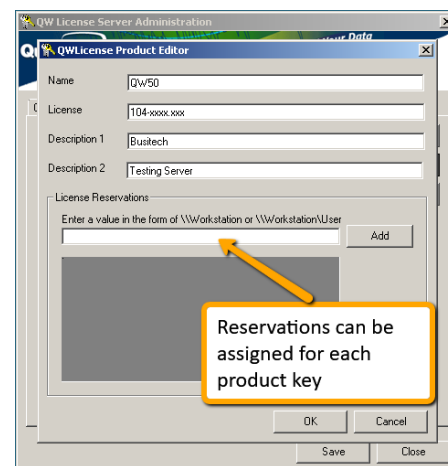 QW License Server Administration
QWLicense Product Editor
Name
QW50
License
104-xxxx.xxx
Description 1
Busitech
Description 2
Testing Server
License Reservations
Enter a value in the form of \\Workstation or \\Workstation\User
Add
Reservations can be
assigned for each
product key
OK
Cancel
Save
Close